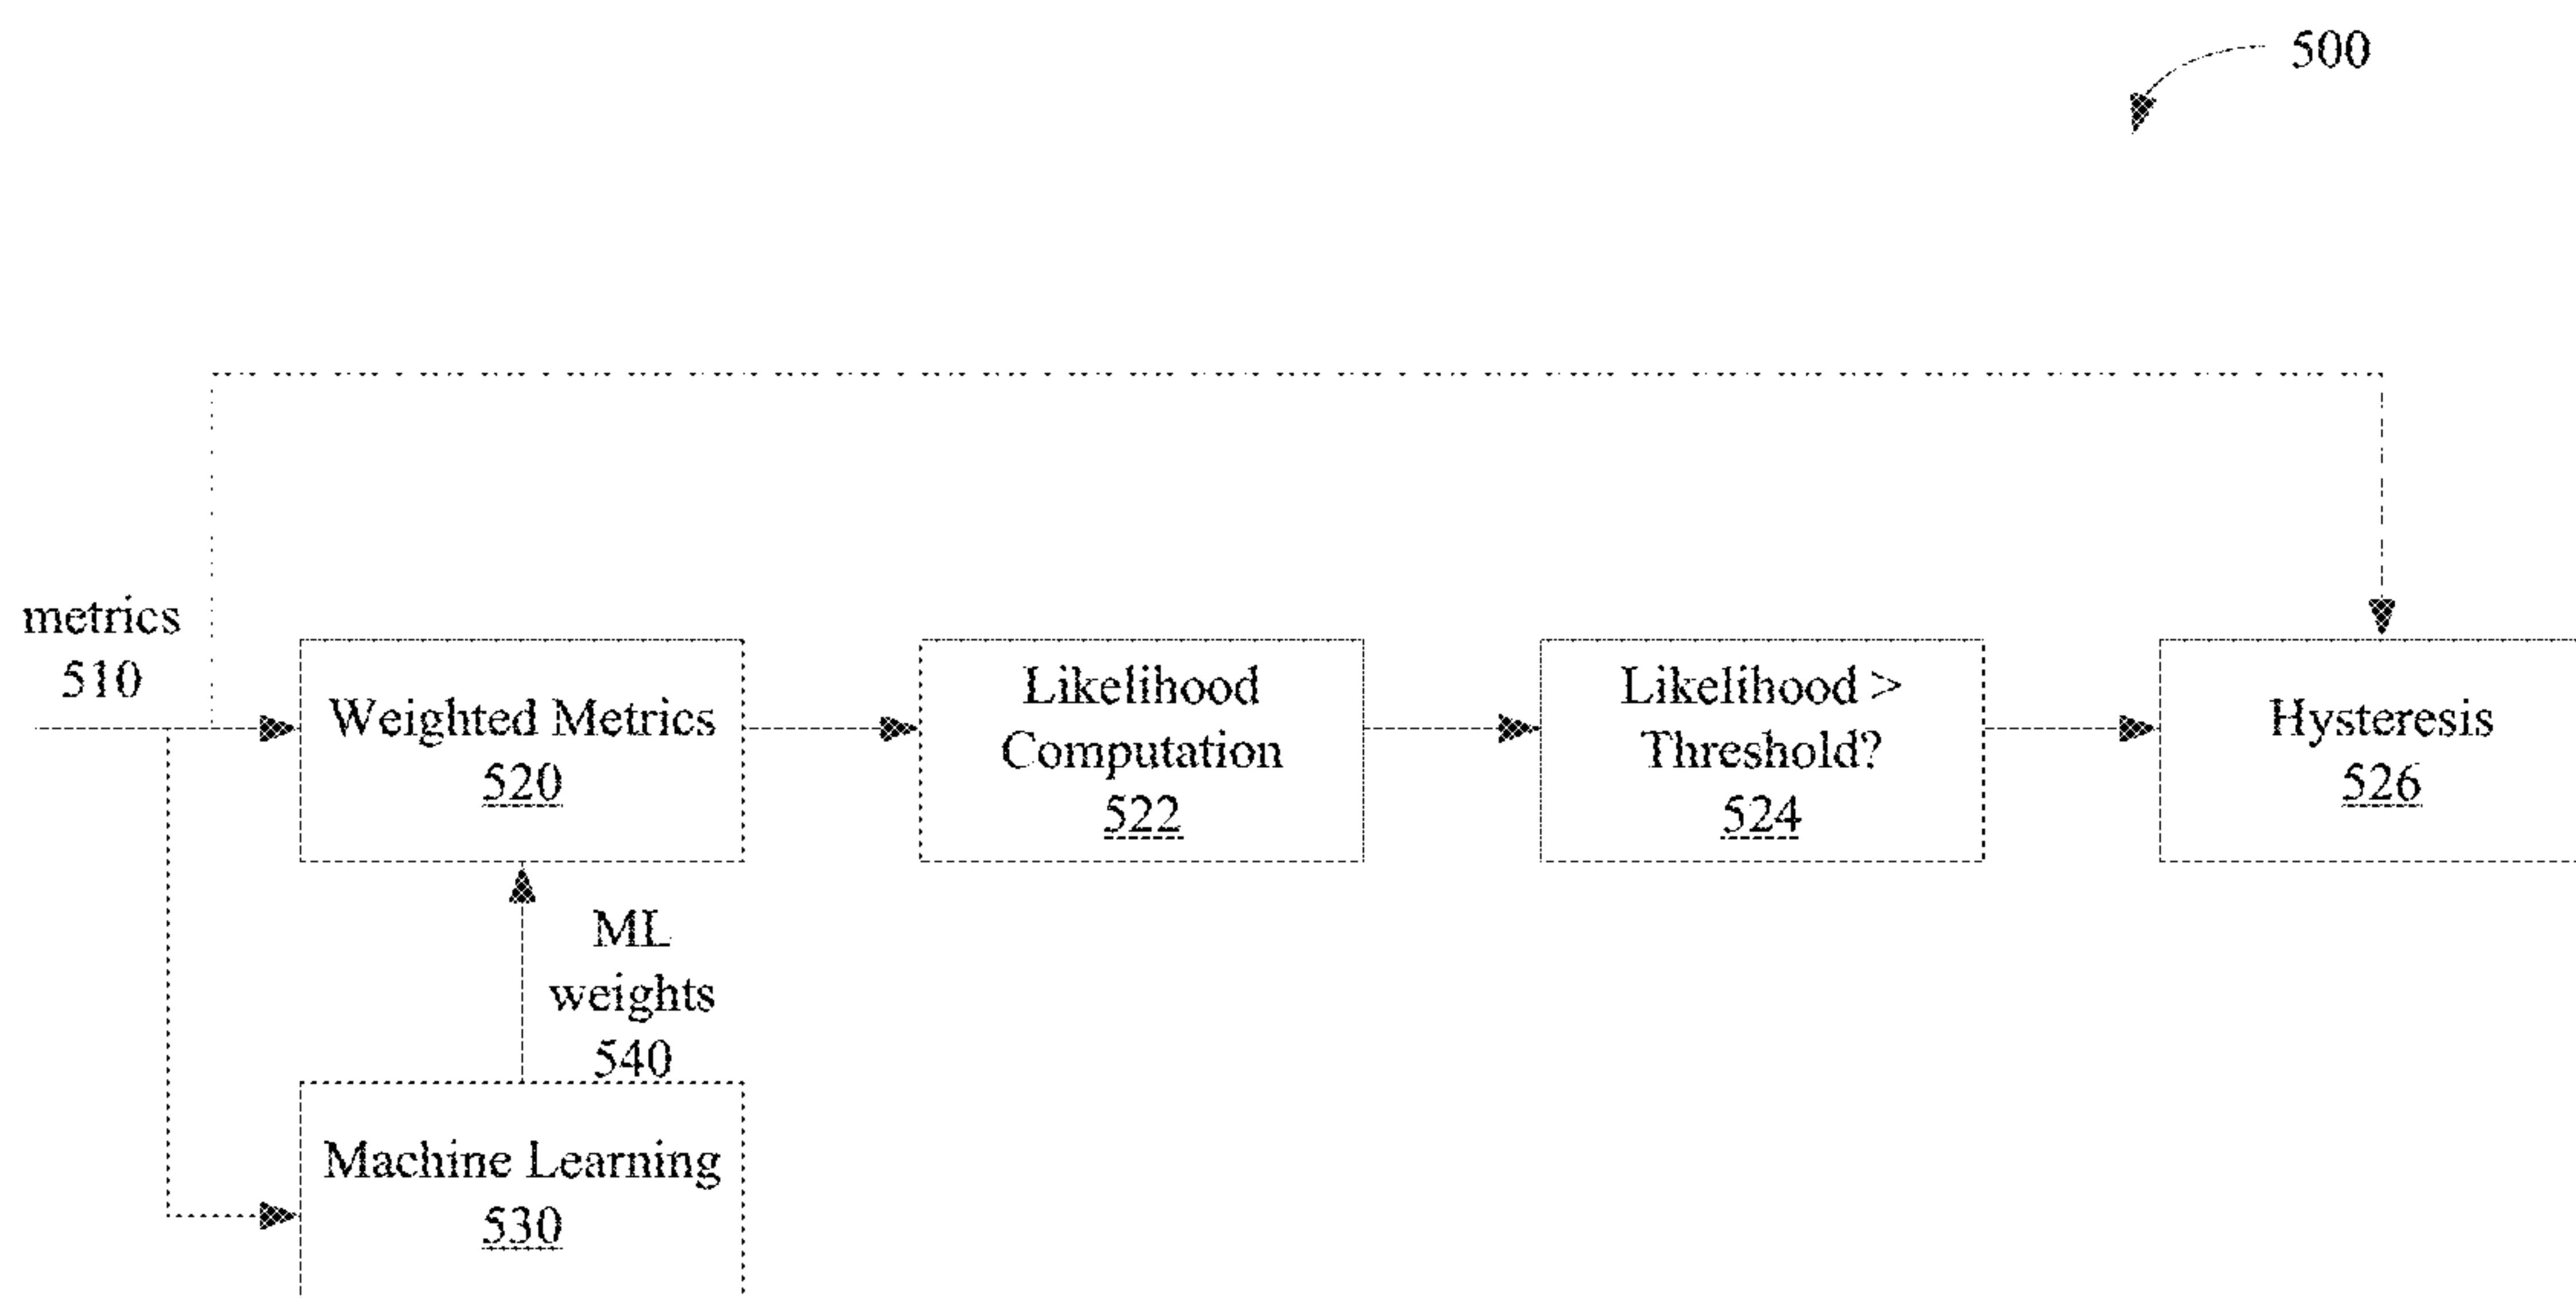 500
metrics
510
Weighted Metrics
520
Likelihood
Computation
522
Likelihood >
Threshold?
524
Hysteresis
526
ML
weights
540
Machine Learning
530